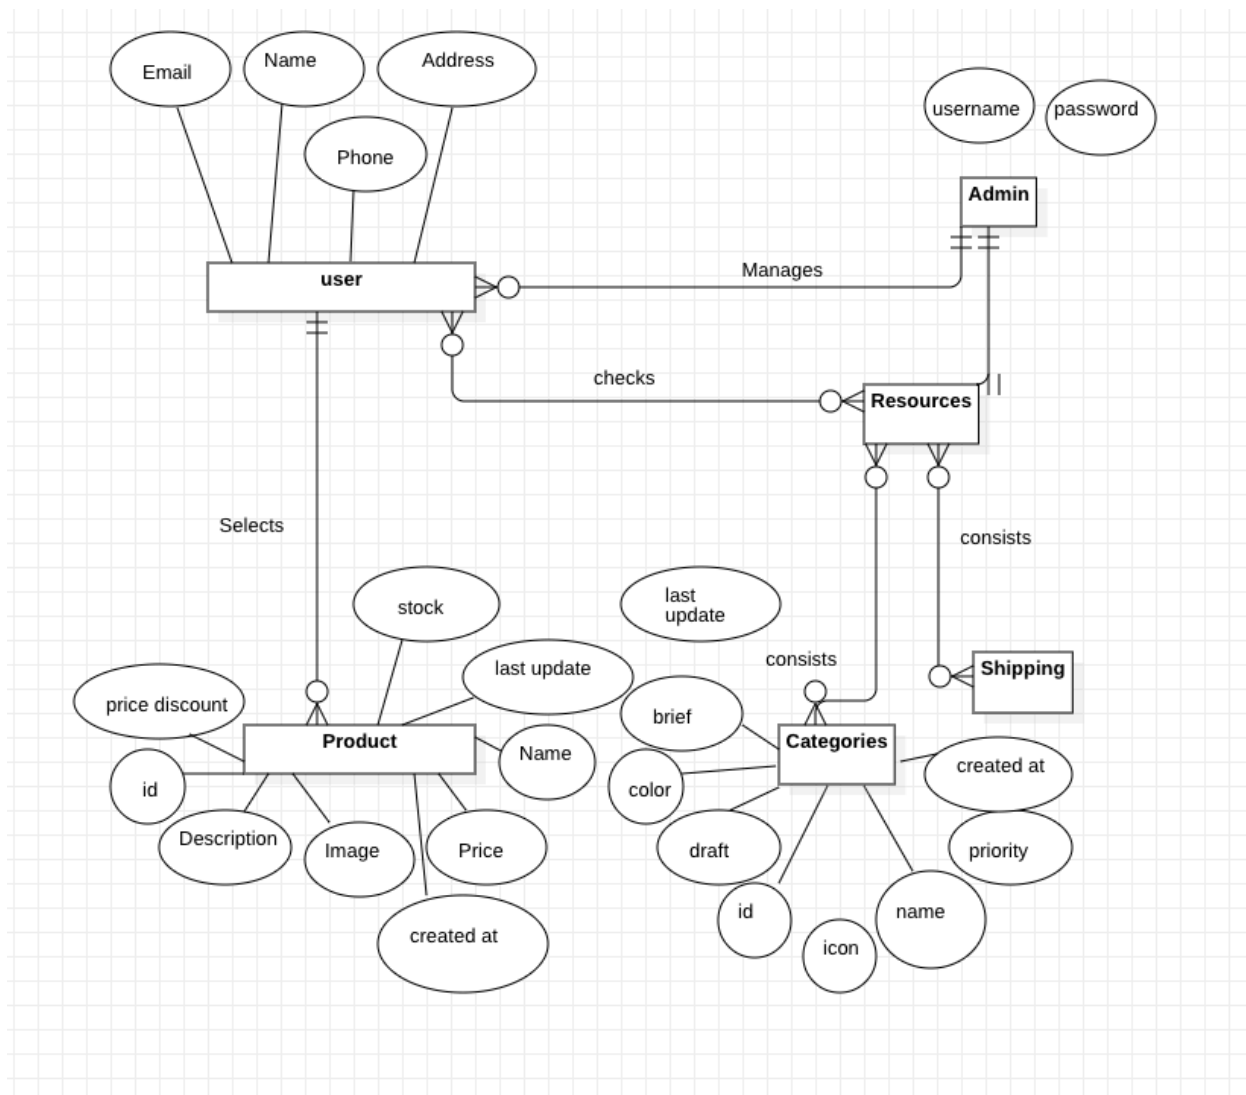 Email
Name
Address
Phone
username
password
Admin
user
Manages
checks
Resources
Selects
consists
stock
last
update
last update
consists
Shipping
price discount
brief
Product
Categories
Name
created at
id
color
Description
Image
Price
draft
priority
created at
id
name
icon